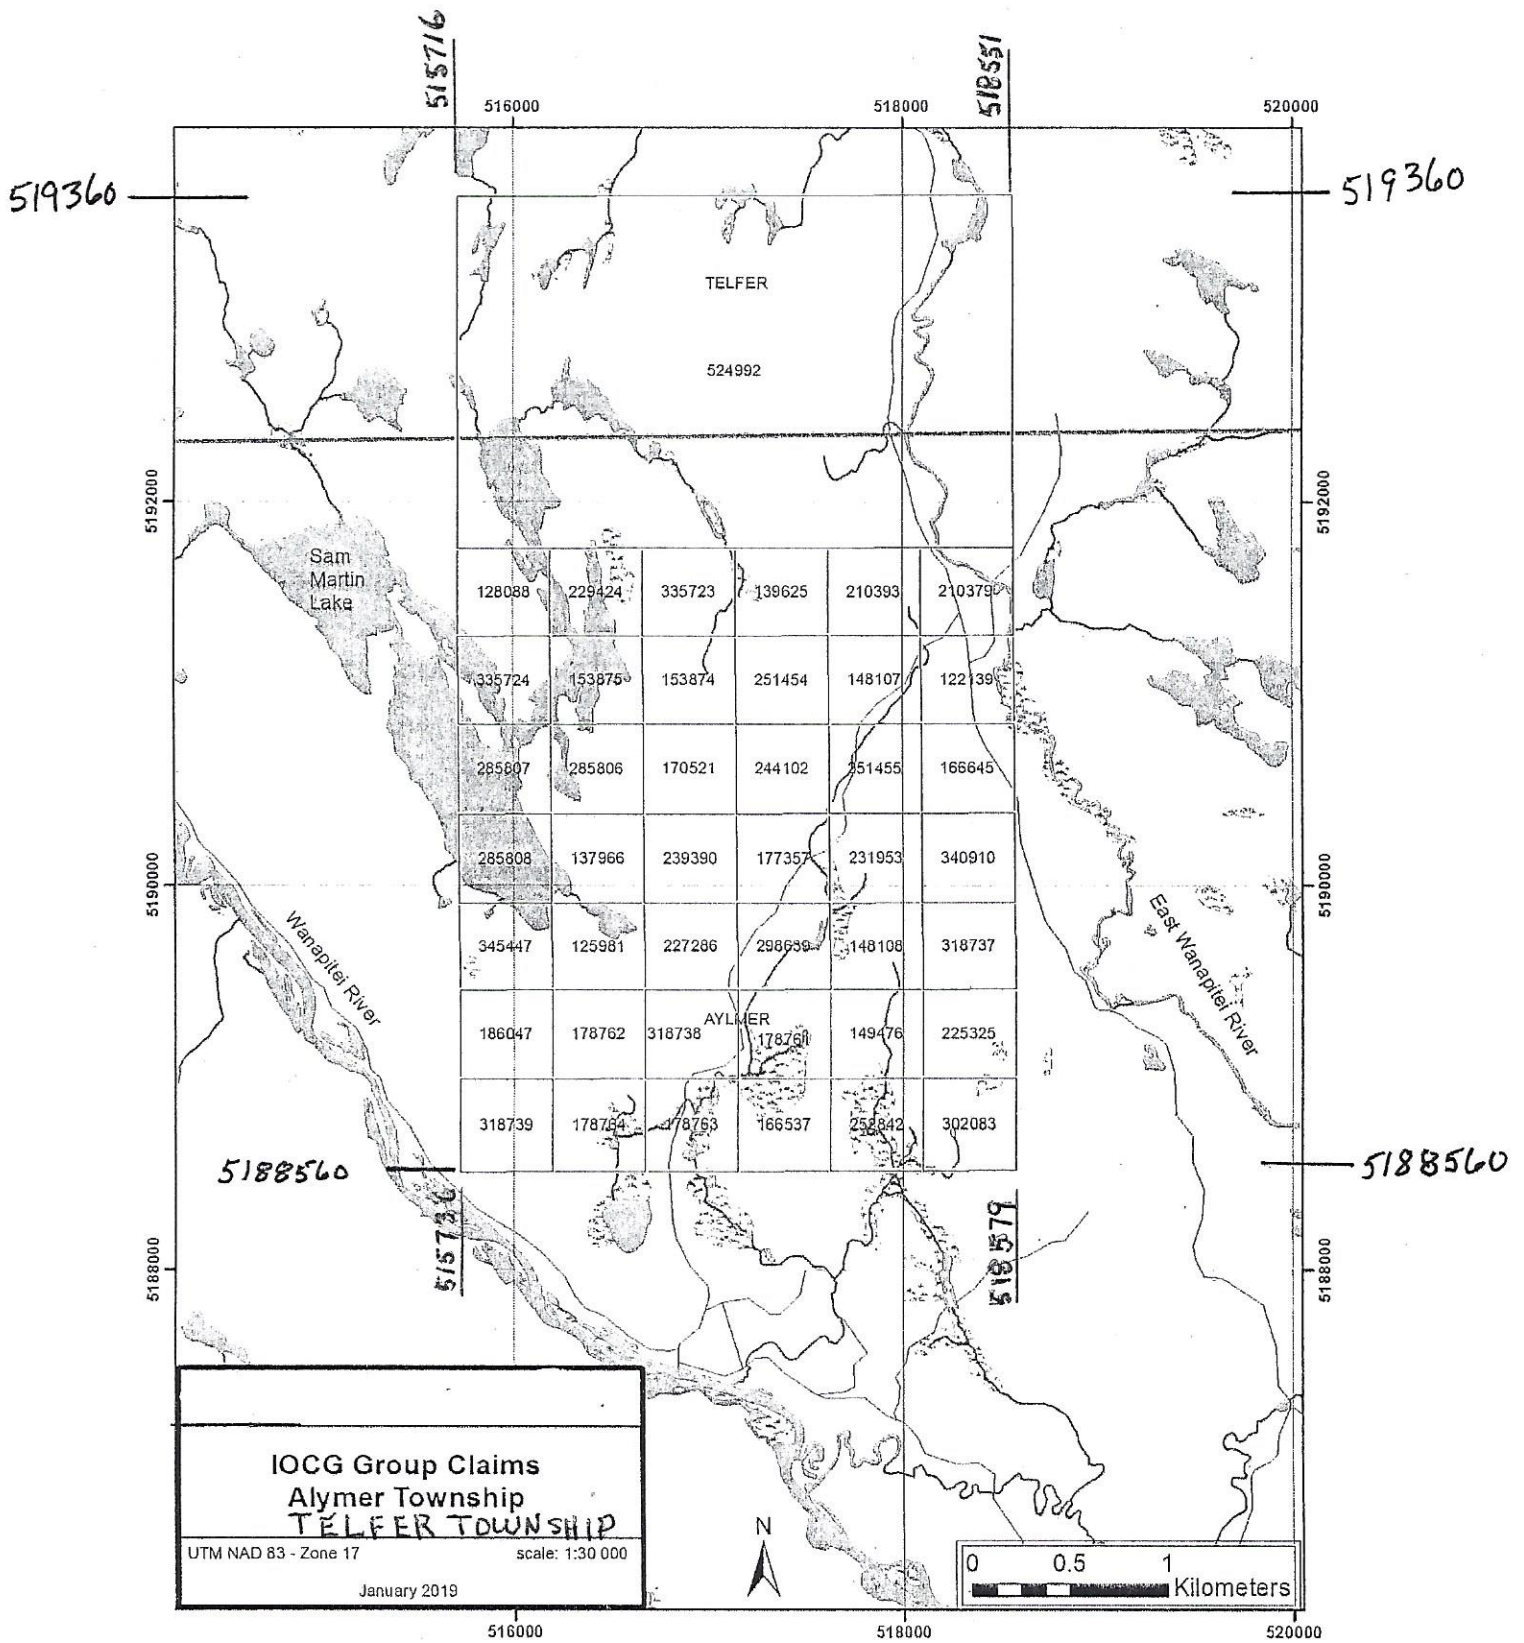 515716
518551
516000
518000
520000
519360
519360
TELFER
524992
5192000
5192000
Sam
Martin
Lake
128088 229424 335723 139625 210393 210379
335724 153875 153874 251454 148107 122139
285807 285806 170521 244102 251455 166645
285808 137966 239390 177357 231953 340910
5190000
5190000
Wanapitei River
East Wanapitei River
345447 125981 227286 298639 148108 318737
AYLMER
186047 178762 318738 178761 149476 225325
318739 178764 178763 166537 252842 302083
5188560
5188560
515736
518579
5188000
5188000
IOCG Group Claims
Alymer Township
TELFER TOWNSHIP
UTM NAD 83 - Zone 17 scale: 1:30 000
January 2019
N
0 0.5 1
Kilometers
516000
518000
520000